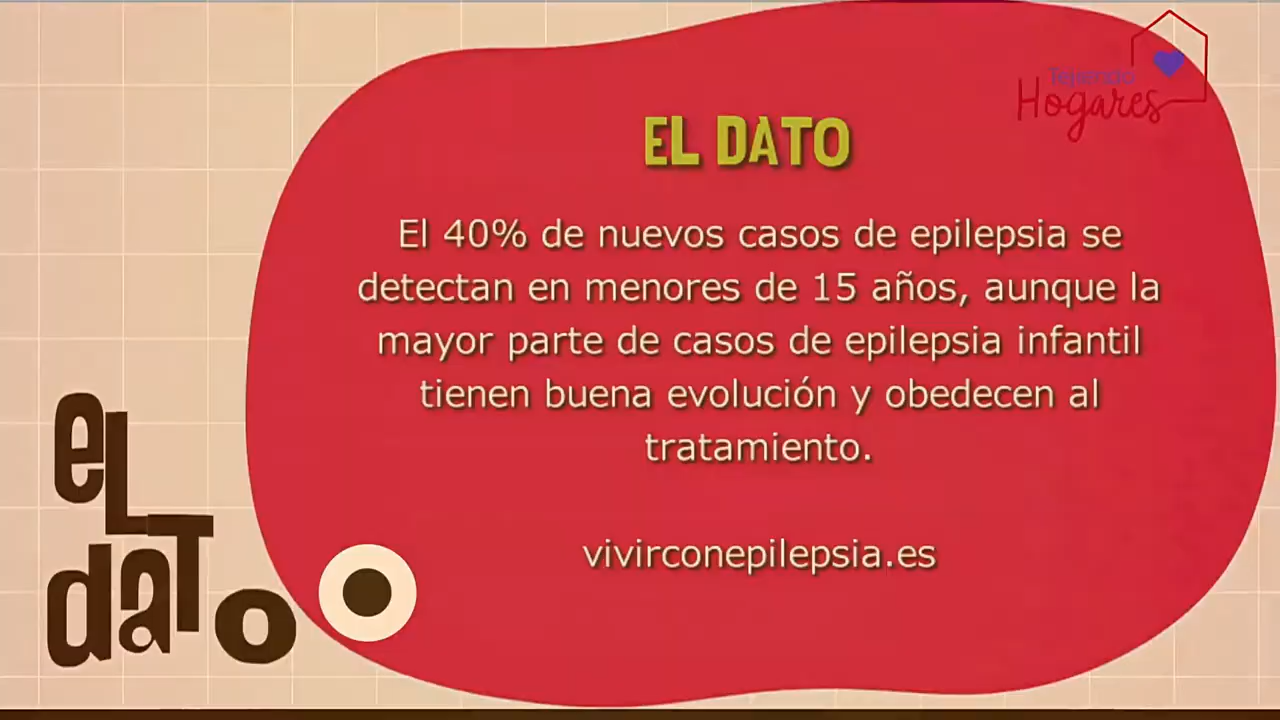 Tejiendo
Hogares
EL DATO
El 40% de nuevos casos de epilepsia se
detectan en menores de 15 años, aunque la
mayor parte de casos de epilepsia infantil
tienen buena evolución y obedecen al
tratamiento.
vivirconepilepsia.es
eL
daTo